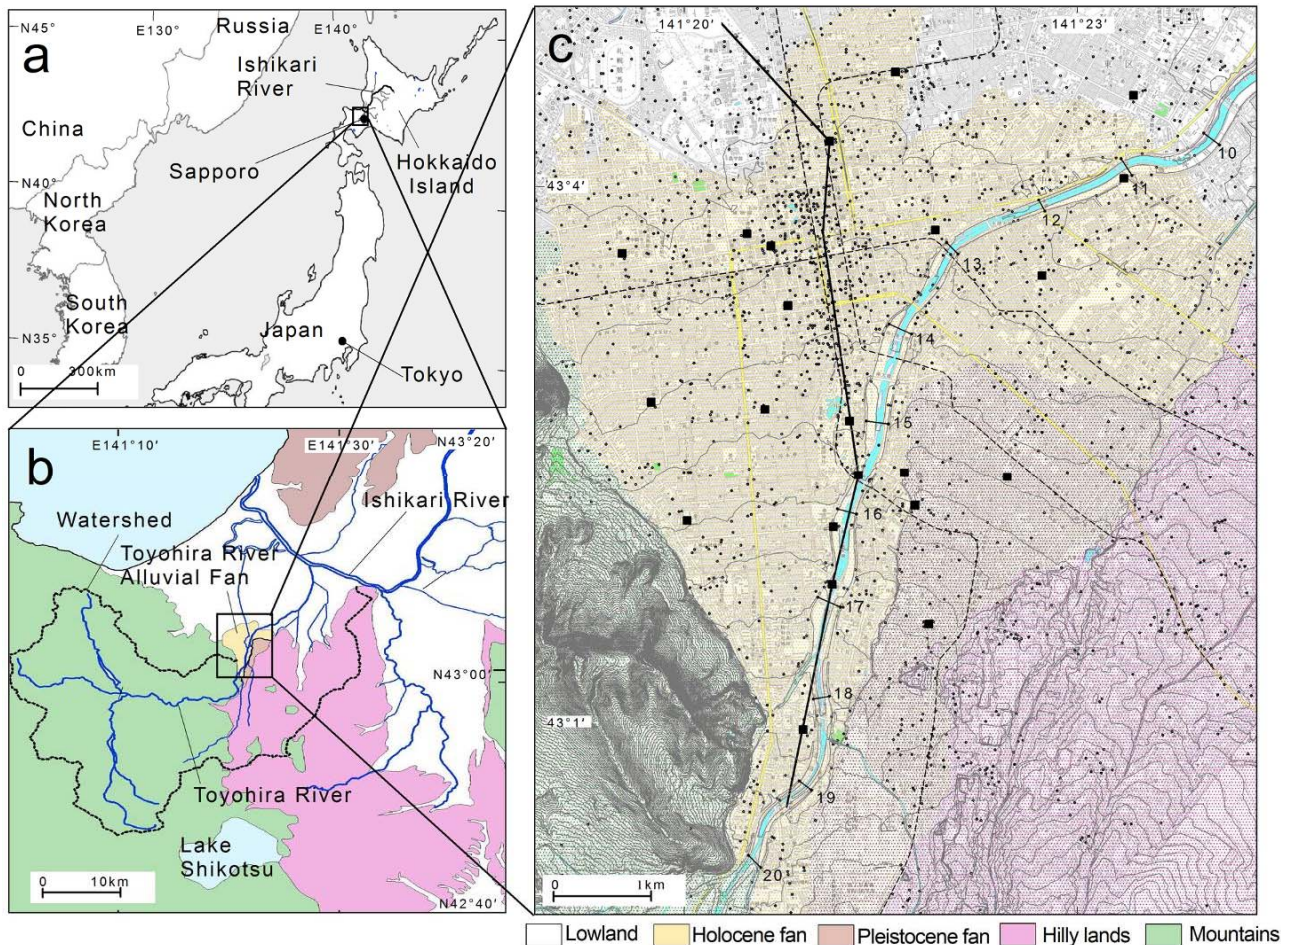 a
N45°
E130°
E140°
Russia
Ishikari
River
China
Sapporo
Hokkaido
Island
N40°
North
Korea
South
Korea
Japan
N35°
0 300km
Tokyo
b
E141°10′
E141°30′
N43°20′
Ishikari River
Watershed
Toyohira River
Alluvial Fan
N43°00′
Toyohira River
Lake
Shikotsu
0 10km
N42°40′
c
141°20′
141°23′
10
11
43°4′
12
13
14
15
16
17
18
43°1′
19
20
0 1km
Lowland
Holocene fan
Pleistocene fan
Hilly lands
Mountains